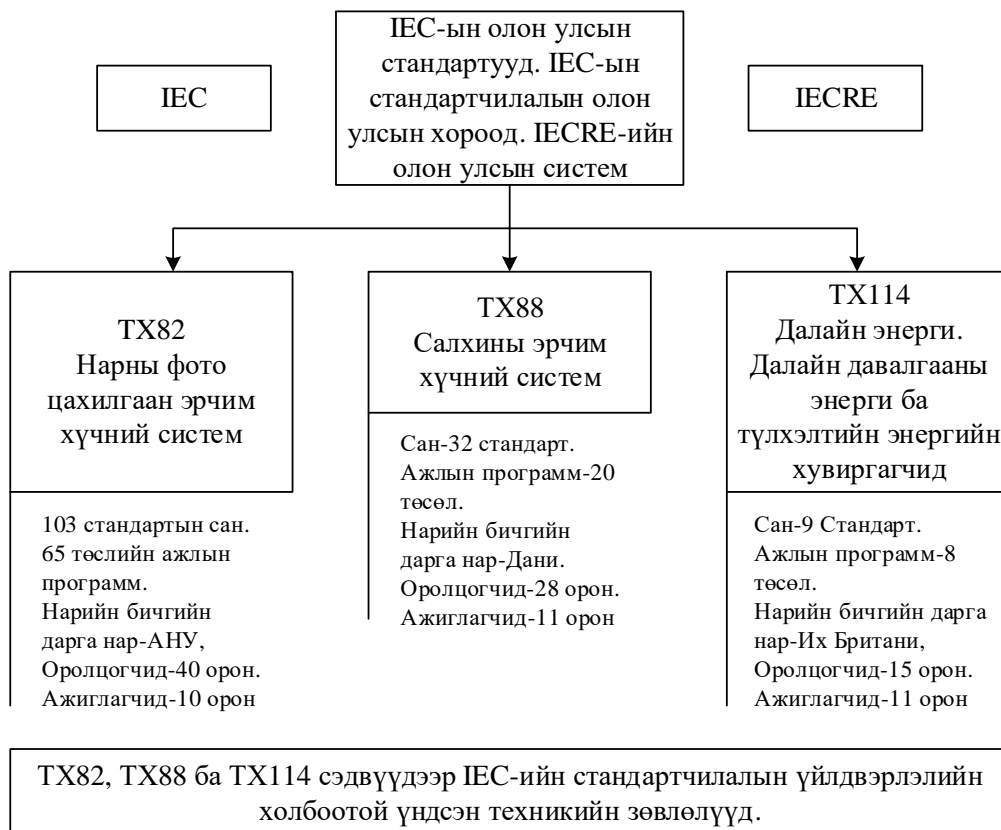 IEC
IEC-ын олон улсын
стандартууд. IEC-ын
стандартчилалын олон
улсын хороод. IECRE-ийн
олон улсын систем
IECRE
TX82
Нарны фото
цахилгаан эрчим
хүчний систем
103 стандартын сан.
65 төслийн ажлын
программ.
Нарийн бичгийн
дарга нар-АНУ,
Оролцогчид-40 орон.
Ажиглагчид-10 орон
TX88
Салхины эрчим
хүчний систем
Сан-32 стандарт.
Ажлын программ-20
төсөл.
Нарийн бичгийн
дарга нар-Дани.
Оролцогчид-28 орон.
Ажиглагчид-11 орон
TX114
Далайн энерги.
Далайн давалгааны
энерги ба
түлхэлтийн энергийн
хувиргагчид
Сан-9 Стандарт.
Ажлын программ-8
төсөл.
Нарийн бичгийн дарга
нар-Их Британи,
Оролцогчид-15 орон.
Ажиглагчид-11 орон
TX82, TX88 ба TX114 сэдвүүдээр IEC-ийн стандартчилалын үйлдвэрлэлийн
холбоотой үндсэн техникийн зөвлөлүүд.